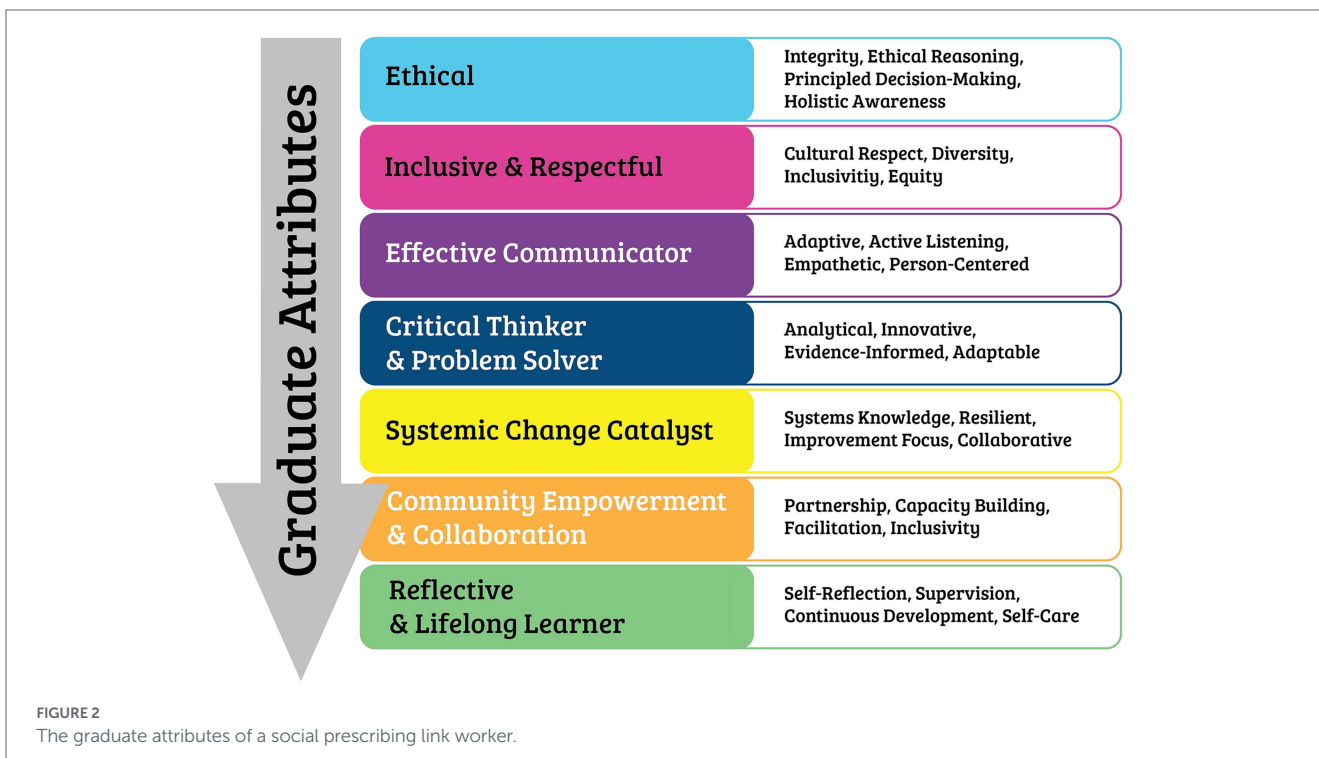 Graduate Attributes
Ethical
Integrity, Ethical Reasoning,
Principled Decision-Making,
Holistic Awareness
Inclusive & Respectful
Cultural Respect, Diversity,
Inclusivitiy, Equity
Effective Communicator
Adaptive, Active Listening,
Empathetic, Person-Centered
Critical Thinker
& Problem Solver
Analytical, Innovative,
Evidence-Informed, Adaptable
Systemic Change Catalyst
Systems Knowledge, Resilient,
Improvement Focus, Collaborative
Community Empowerment
& Collaboration
Partnership, Capacity Building,
Facilitation, Inclusivity
Reflective
& Lifelong Learner
Self-Reflection, Supervision,
Continuous Development, Self-Care
FIGURE 2
The graduate attributes of a social prescribing link worker.